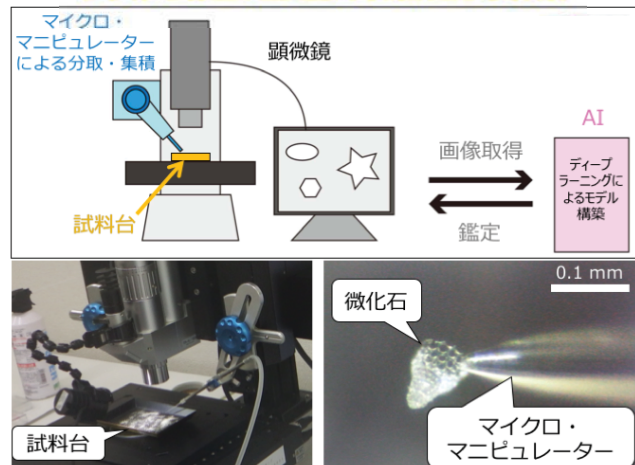 マイクロ・
マニピュレーター
による分取・集積
顕微鏡
試料台
画像取得
鑑定
AI
ディープ
ラーニングに
よるモデル
構築
試料台
微化石
0.1 mm
マイクロ・
マニピュレーター